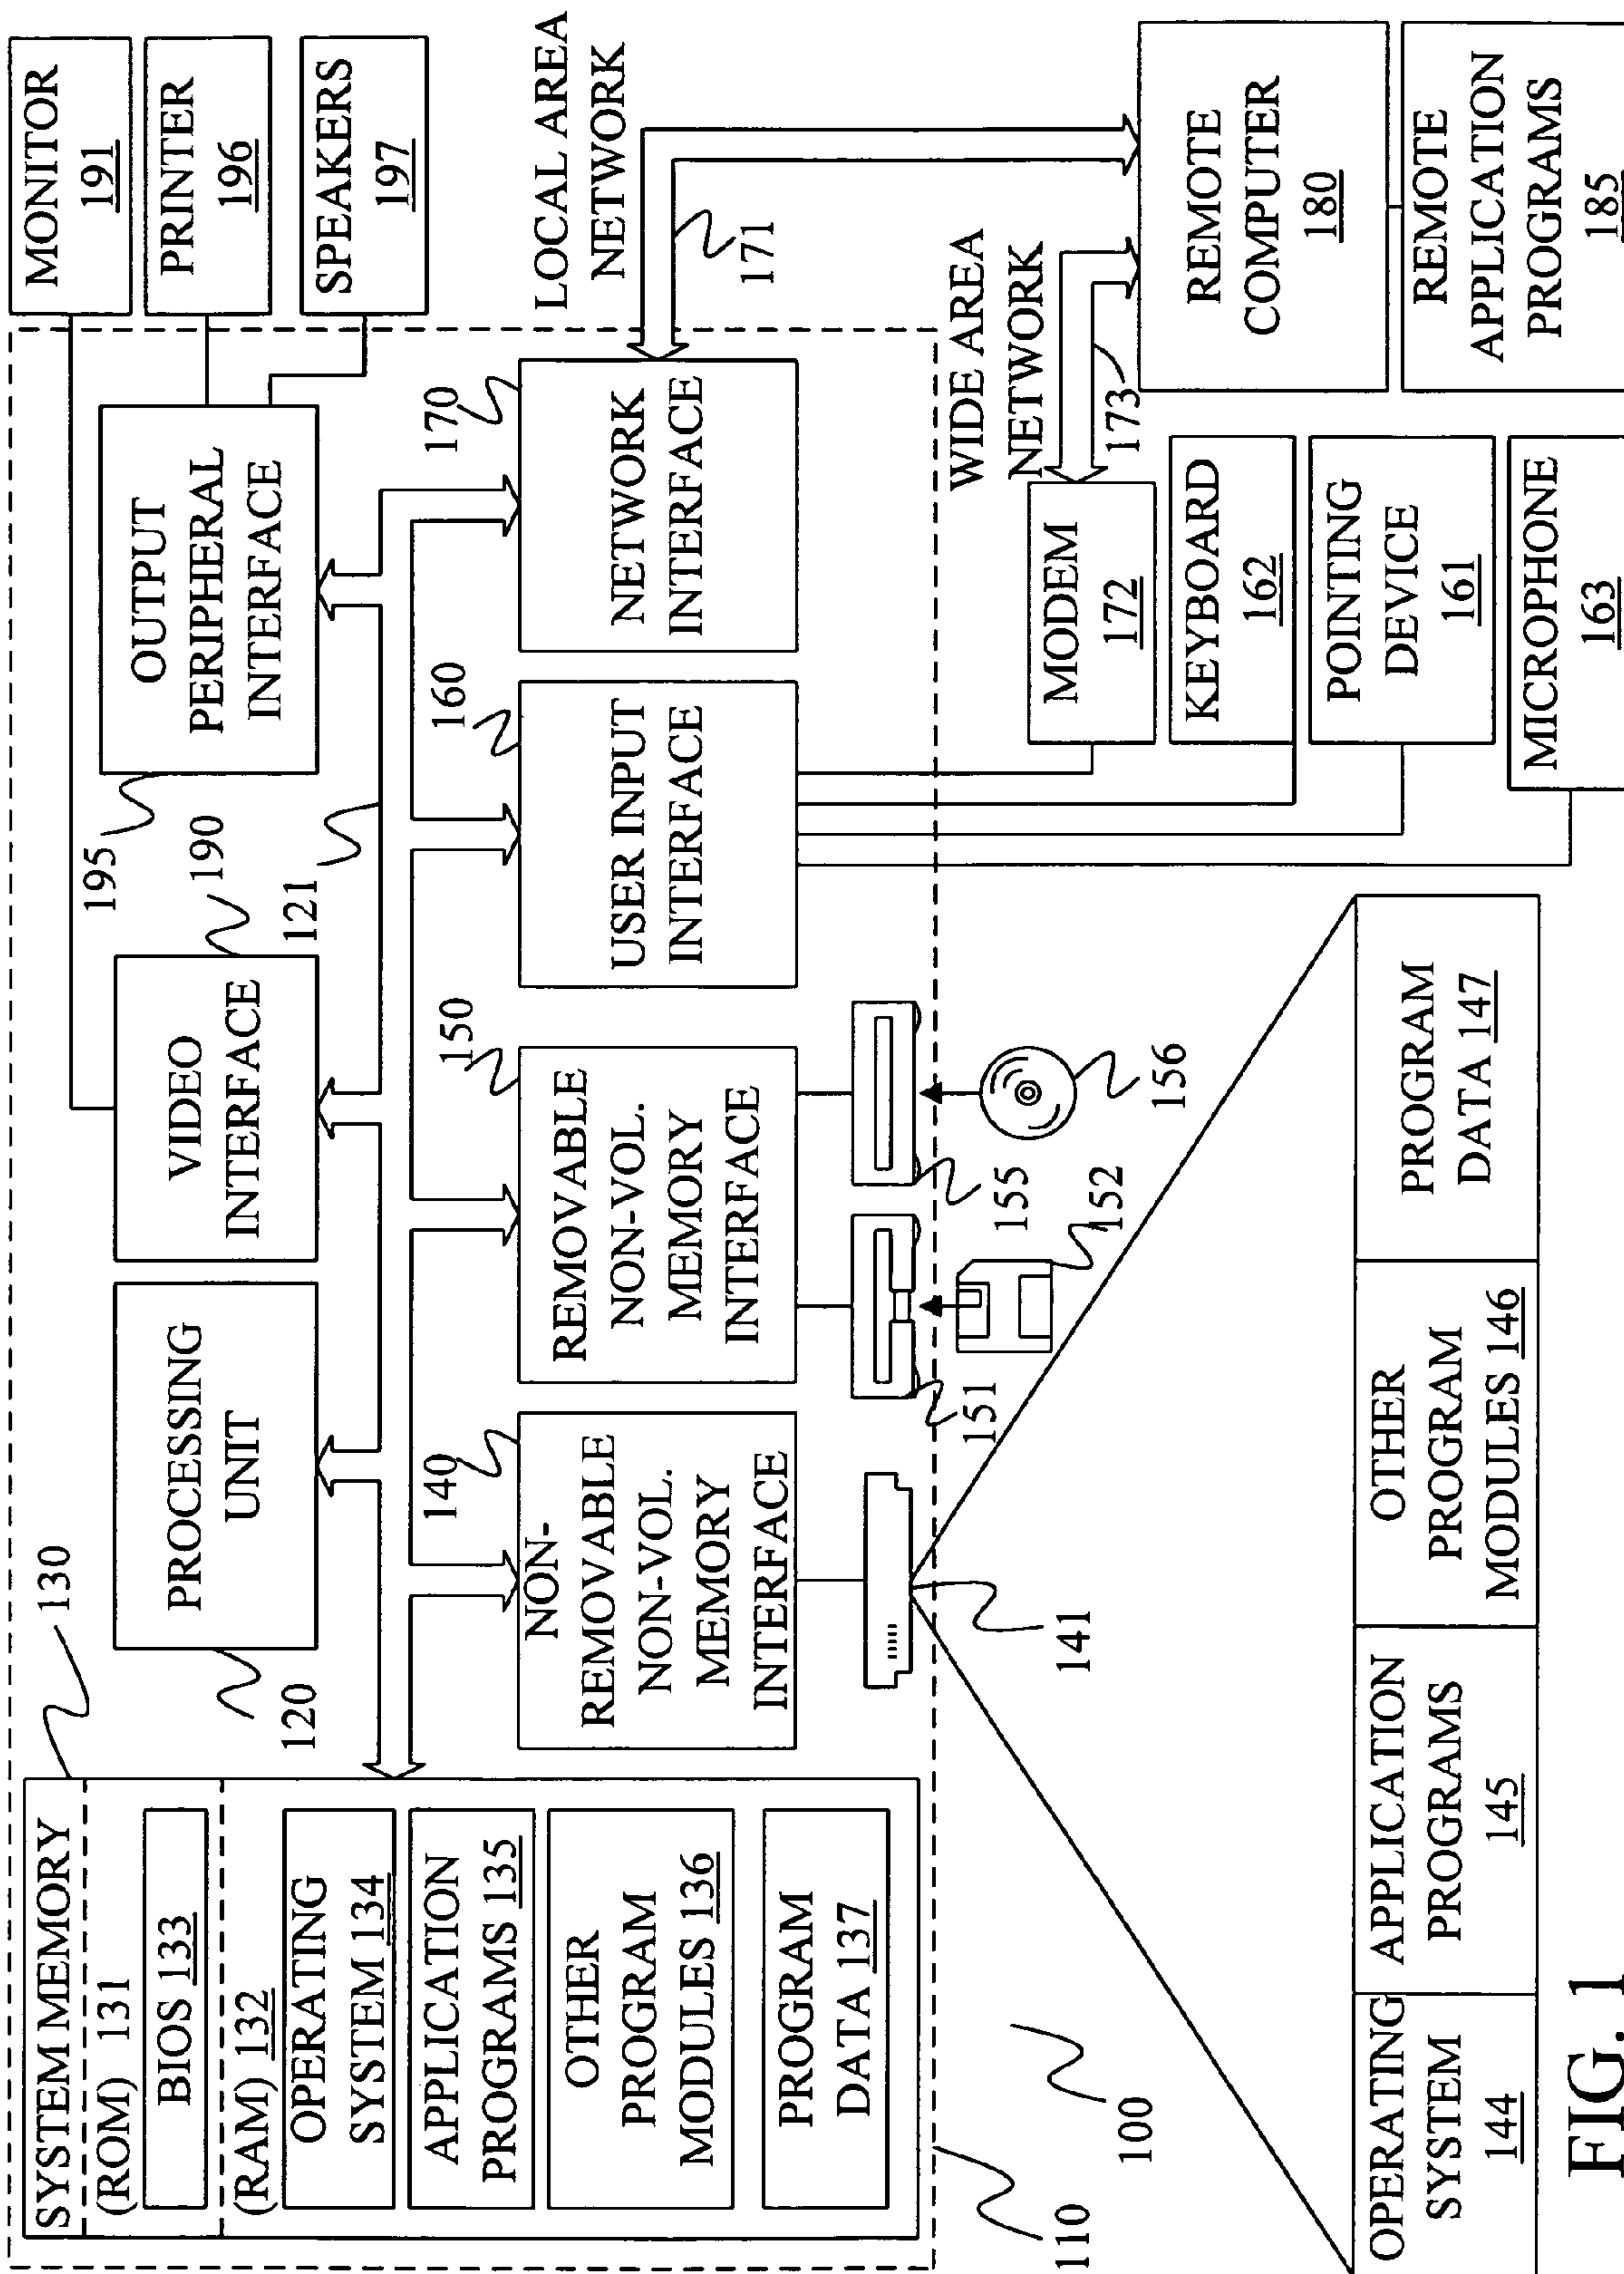 SYSTEM MEMORY
(ROM) 131
BIOS 133
(RAM) 132
OPERATING
SYSTEM 134
APPLICATION
PROGRAMS 135
OTHER
PROGRAM
MODULES 136
PROGRAM
DATA 137
130
120
PROCESSING
UNIT
VIDEO
INTERFACE
190
121
195
OUTPUT
PERIPHERAL
INTERFACE
MONITOR
191
PRINTER
196
SPEAKERS
197
140
NON-
REMOVABLE
NON-VOL.
MEMORY
INTERFACE
150
REMOVABLE
NON-VOL.
MEMORY
INTERFACE
160
USER INPUT
INTERFACE
170
NETWORK
INTERFACE
LOCAL AREA
NETWORK
171
141
151
155
152
156
WIDE AREA
NETWORK
173
MODEM
172
KEYBOARD
162
POINTING
DEVICE
161
MICROPHONE
163
REMOTE
COMPUTER
180
REMOTE
APPLICATION
PROGRAMS
185
110
100
OPERATING
SYSTEM
144
APPLICATION
PROGRAMS
145
OTHER
PROGRAM
MODULES 146
PROGRAM
DATA 147
FIG. 1